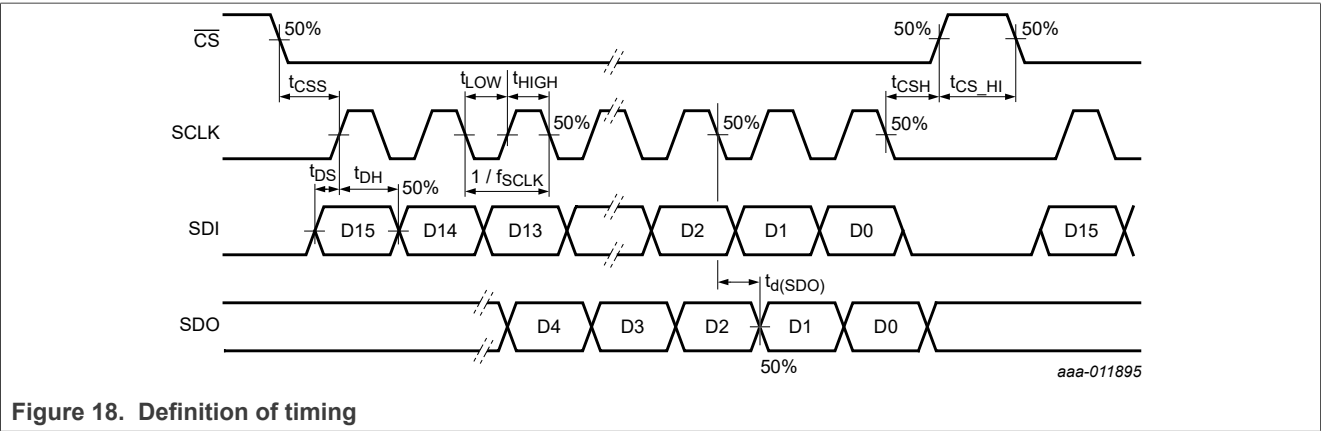 CS 50% 50% 50%
tCSS tLOW tHIGH tCSH tCS_HI
SCLK 50% 50% 50%
tDS tDH 50% 1 / fSCLK
SDI D15 D14 D13 D2 D1 D0 D15
td(SDO)
SDO D4 D3 D2 D1 D0
50%
aaa-011895
Figure 18. Definition of timing